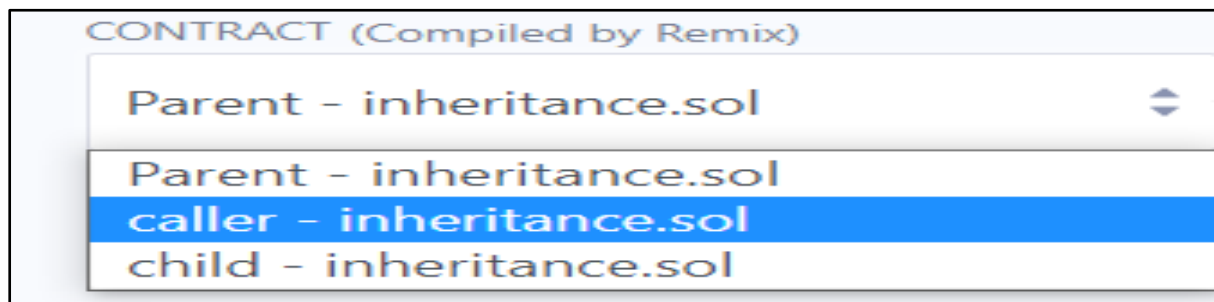 CONTRACT (Compiled by Remix)
Parent - inheritance.sol
Parent - inheritance.sol
caller - inheritance.sol
child - inheritance.sol